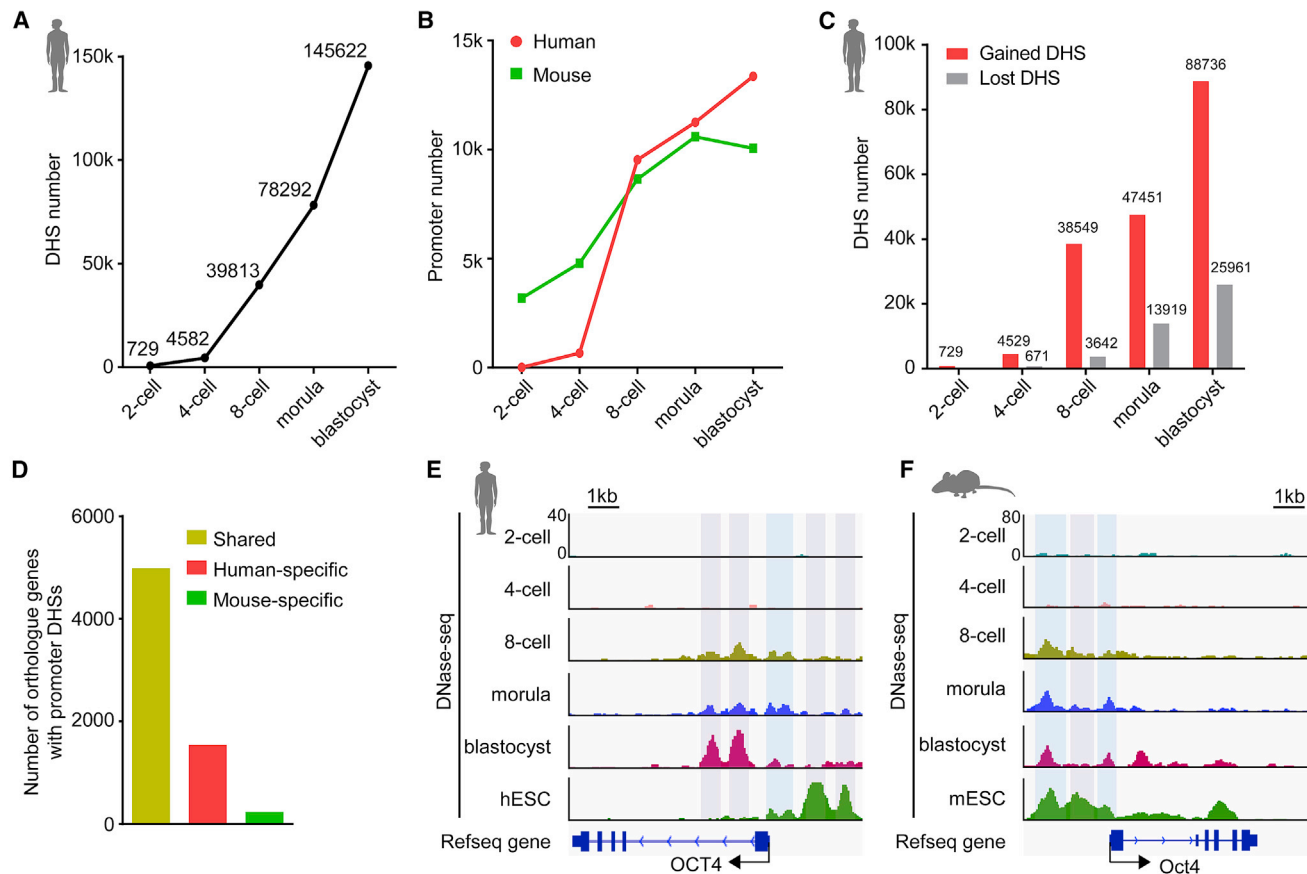 A
DHS number
150k
100k
50k
0
729
4582
39813
78292
145622
2-cell
4-cell
8-cell
morula
blastocyst
B
Promoter number
15k
10k
5k
0
Human
Mouse
2-cell
4-cell
8-cell
morula
blastocyst
C
DHS number
100k
80k
60k
40k
20k
0
Gained DHS
Lost DHS
729
4529
671
38549
3642
47451
13919
88736
25961
2-cell
4-cell
8-cell
morula
blastocyst
D
Number of orthologue genes
with promoter DHSs
6000
4000
2000
0
Shared
Human-specific
Mouse-specific
E
1kb
DNase-seq
40
0
2-cell
4-cell
8-cell
morula
blastocyst
hESC
Refseq gene
OCT4
F
1kb
DNase-seq
80
0
2-cell
4-cell
8-cell
morula
blastocyst
mESC
Refseq gene
Oct4